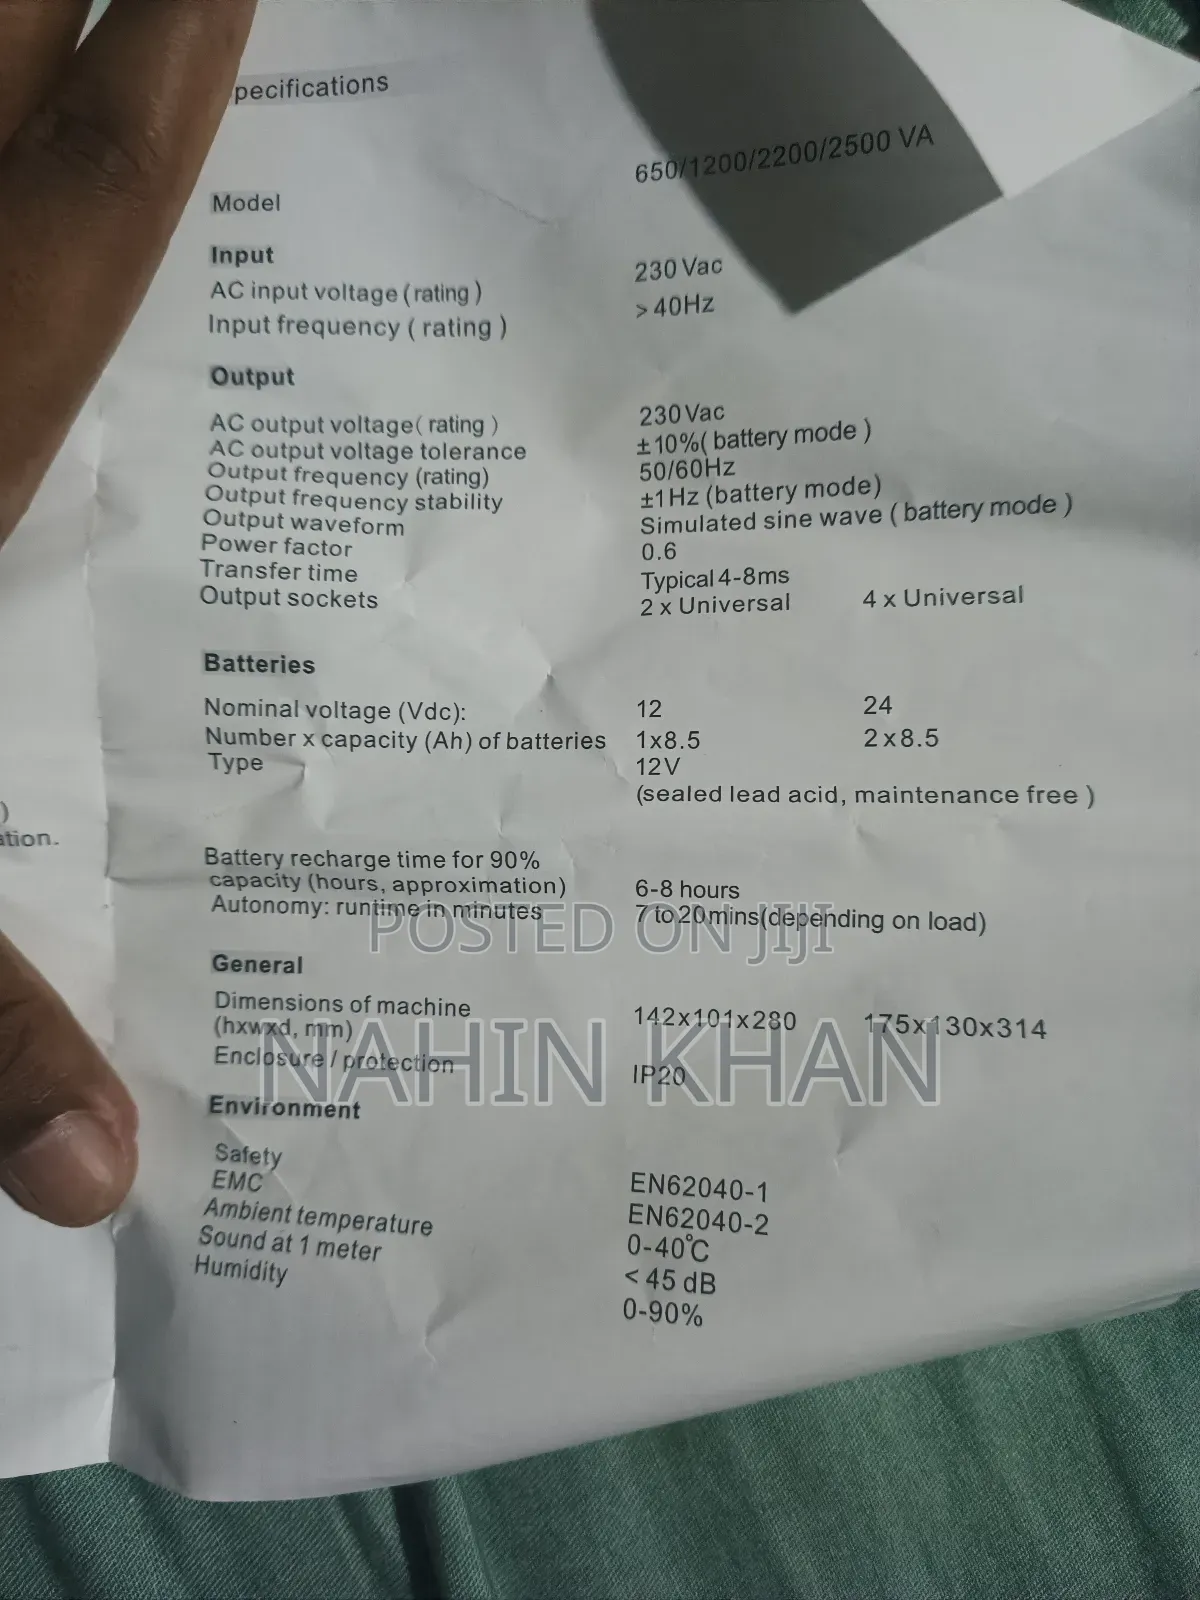 pecifications
Model 650/1200/2200/2500 VA
Input
AC input voltage (rating) 230 Vac
Input frequency (rating) >40Hz
Output
AC output voltage(rating) 230Vac
AC output voltage tolerance ±10%(battery mode)
Output frequency (rating) 50/60Hz
Output frequency stability ±1Hz (battery mode)
Output waveform Simulated sine wave (battery mode)
Power factor 0.6
Transfer time Typical 4-8ms
Output sockets 2 x Universal 4 x Universal
Batteries
Nominal voltage (Vdc): 12 24
Number x capacity (Ah) of batteries 1x8.5 2x8.5
Type 12V
(sealed lead acid, maintenance free)
)
ation.
Battery recharge time for 90%
capacity (hours, approximation) 6-8 hours
Autonomy: runtime in minutes 7 to 20mins(depending on load)
POSTED ON JIJI
General
Dimensions of machine
(hxwxd, mm) 142x101x280 175x130x314
NAHIN KHAN
Enclosure / protection IP20
Environment
Safety EN62040-1
EMC EN62040-2
Ambient temperature 0-40°C
Sound at 1 meter <45 dB
Humidity 0-90%